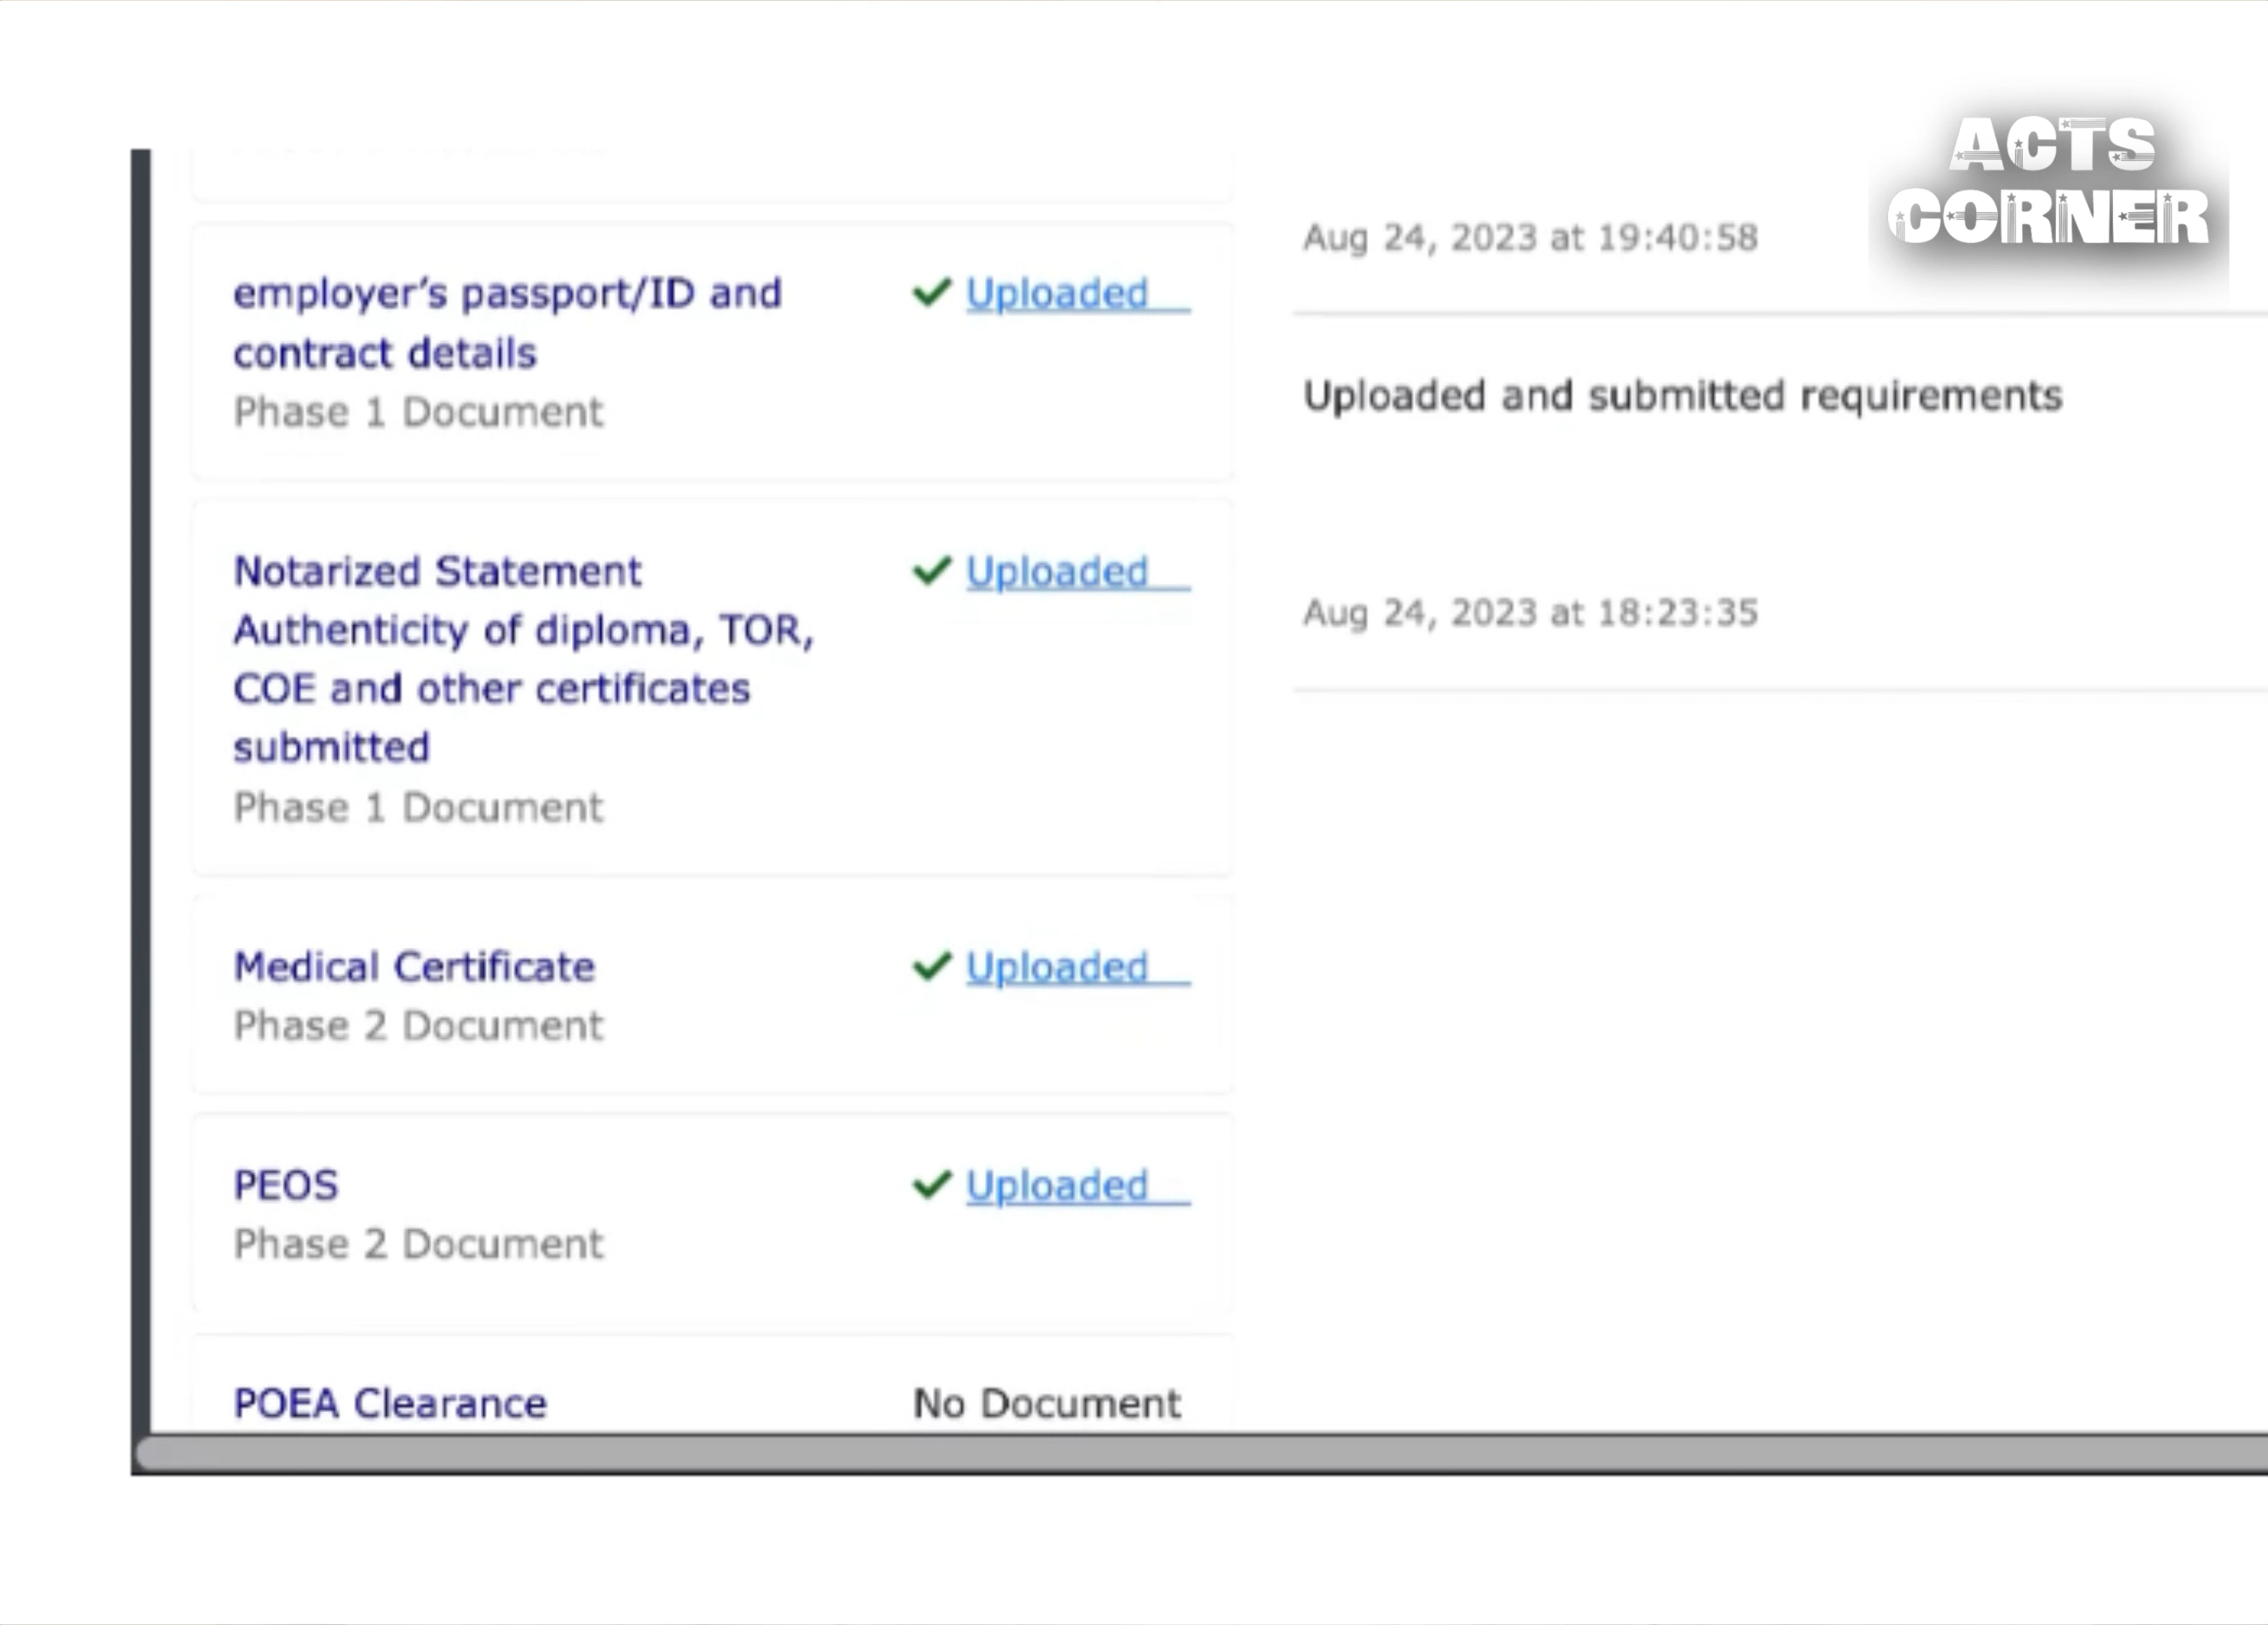 ACTS
CORNER
employer’s passport/ID and
contract details
Phase 1 Document
Uploaded
Notarized Statement
Authenticity of diploma, TOR,
COE and other certificates
submitted
Phase 1 Document
Uploaded
Medical Certificate
Phase 2 Document
Uploaded
PEOS
Phase 2 Document
Uploaded
POEA Clearance
No Document
Aug 24, 2023 at 19:40:58
Uploaded and submitted requirements
Aug 24, 2023 at 18:23:35